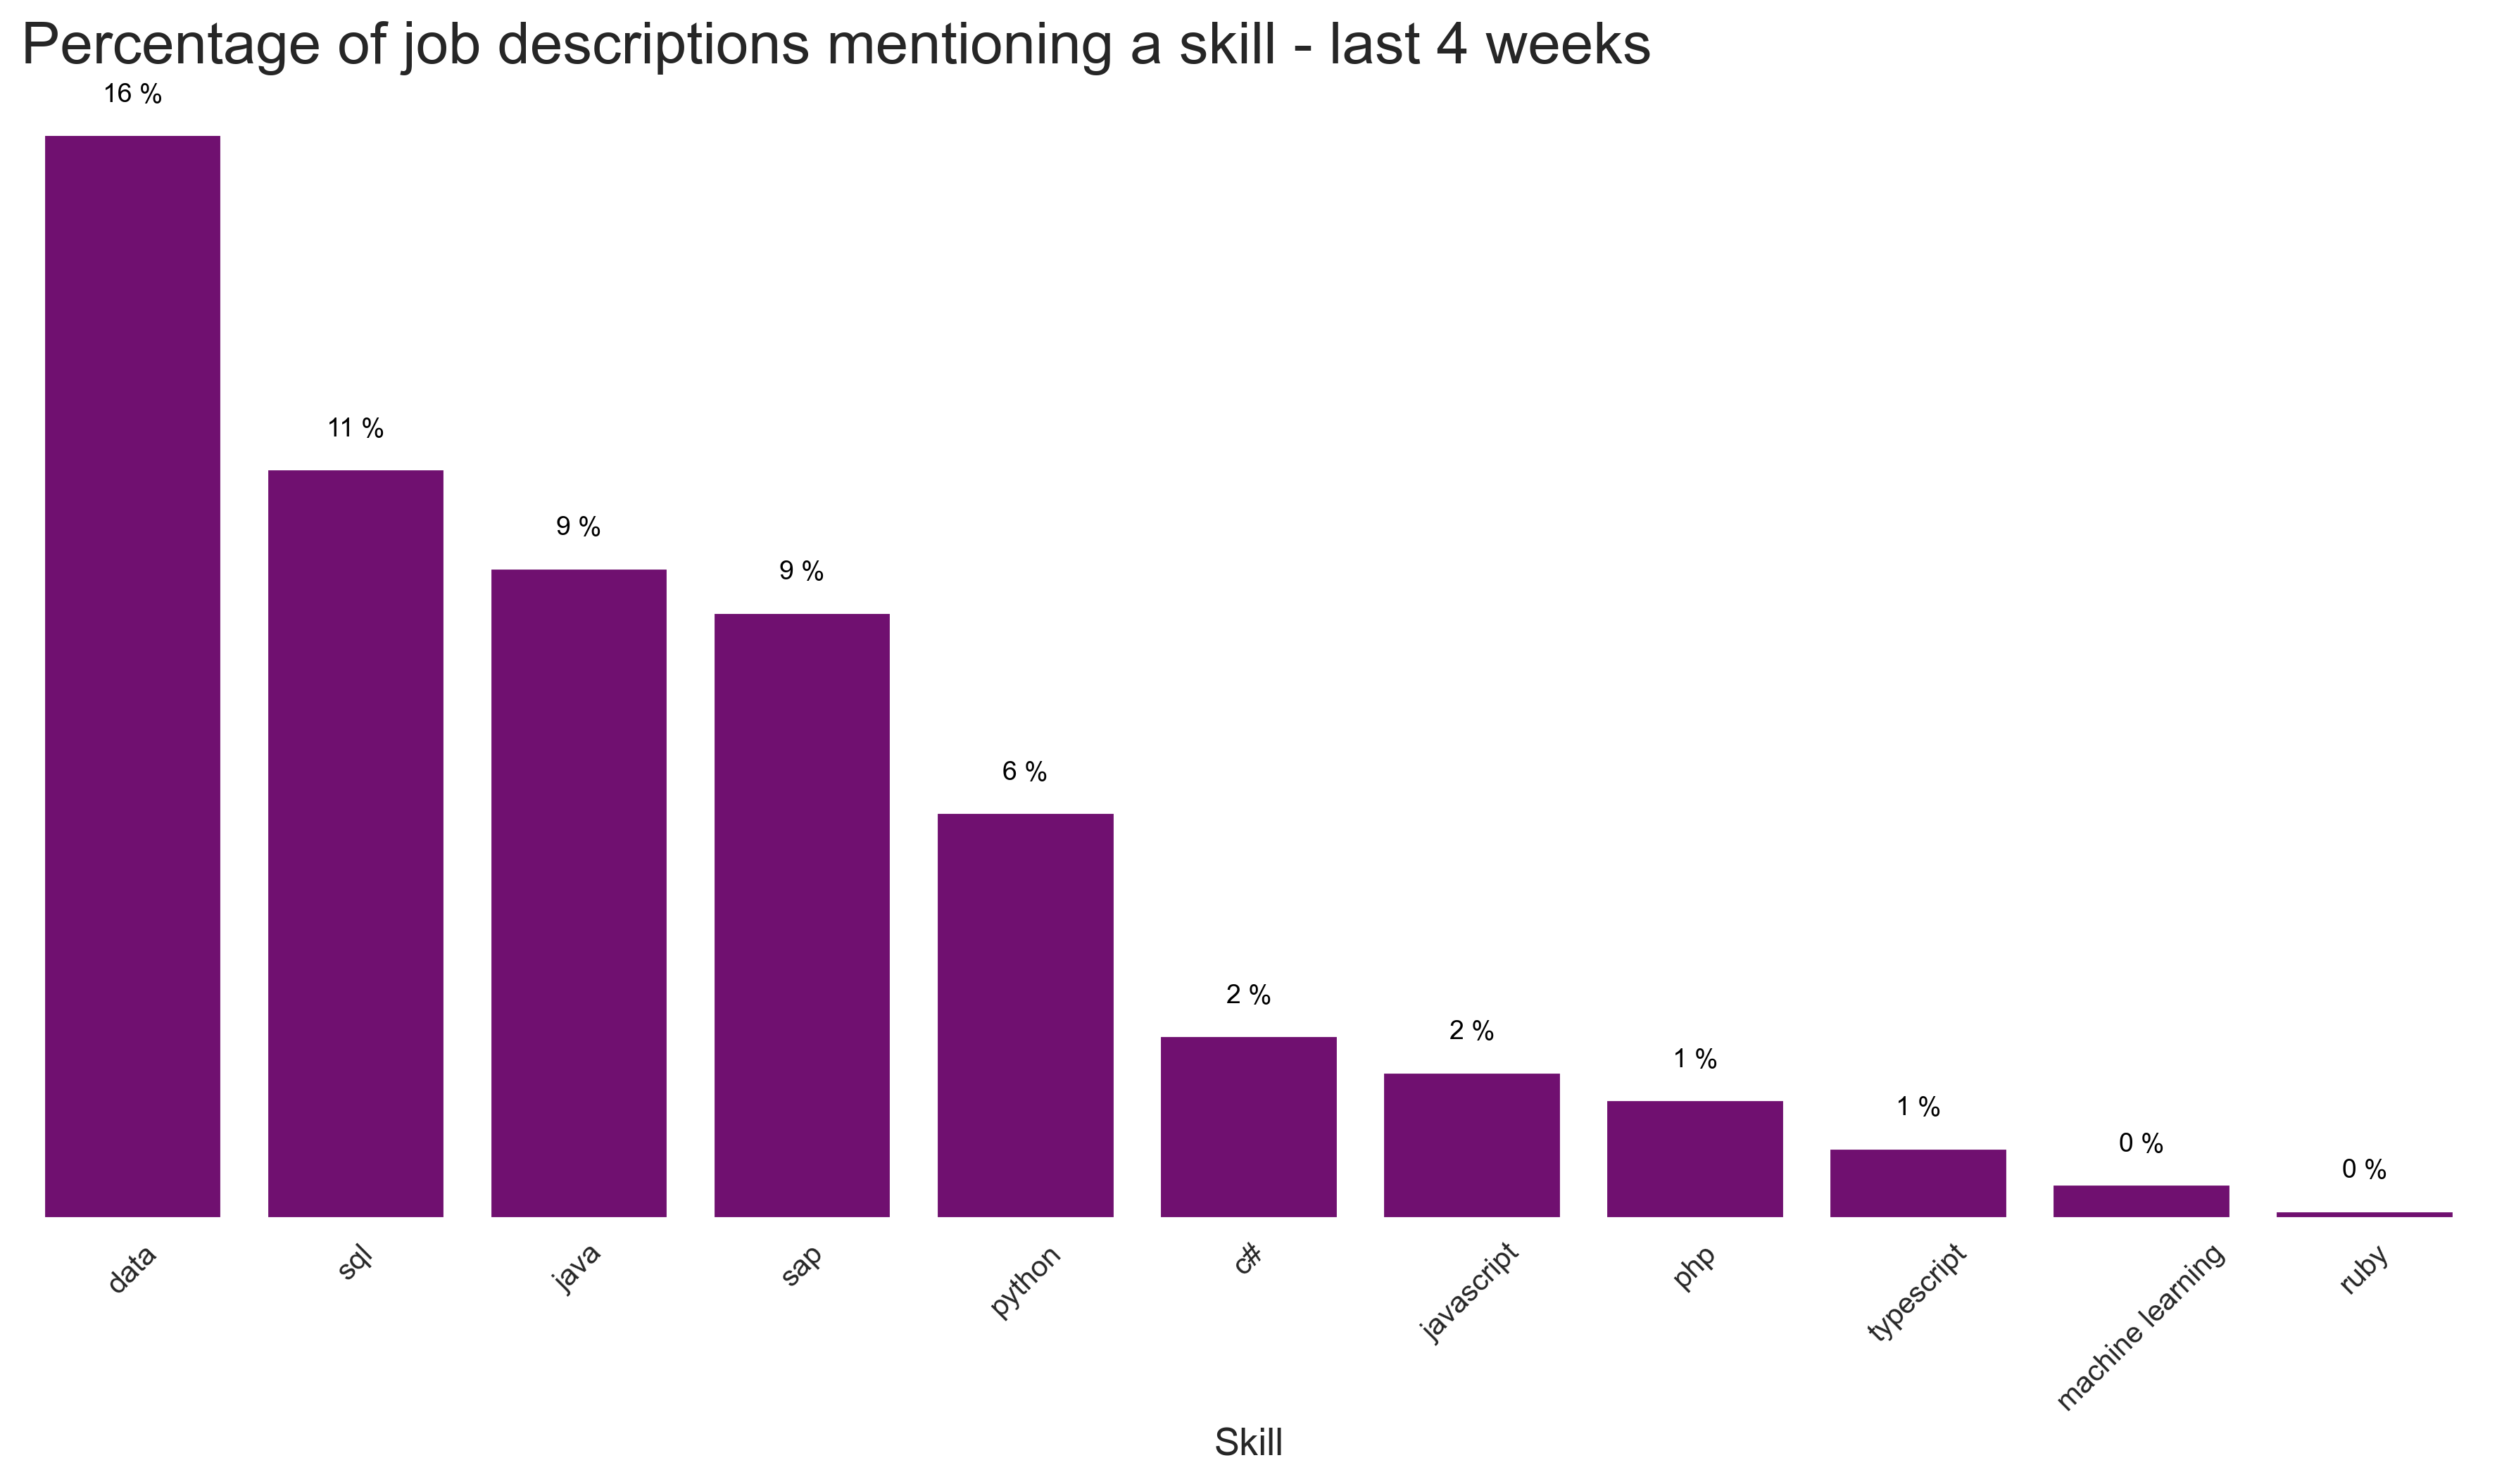 Percentage of job descriptions mentioning a skill - last 4 weeks
16 %
11 %
9 %
9 %
6 %
2 %
2 %
1 %
1 %
0 %
0 %
data
sql
java
sap
python
c#
javascript
php
typescript
machine learning
ruby
Skill